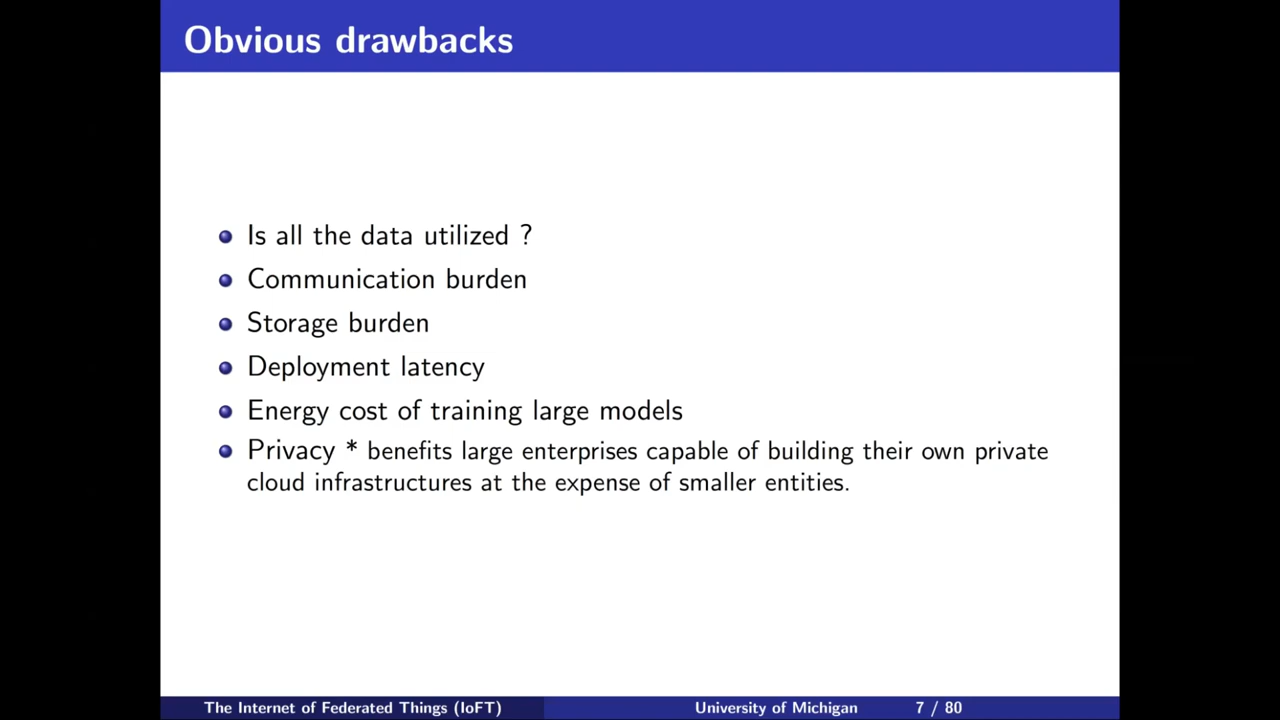 Obvious drawbacks
Is all the data utilized ?
Communication burden
Storage burden
Deployment latency
Energy cost of training large models
Privacy * benefits large enterprises capable of building their own private
cloud infrastructures at the expense of smaller entities.
The Internet of Federated Things (IoFT) University of Michigan 7 / 80